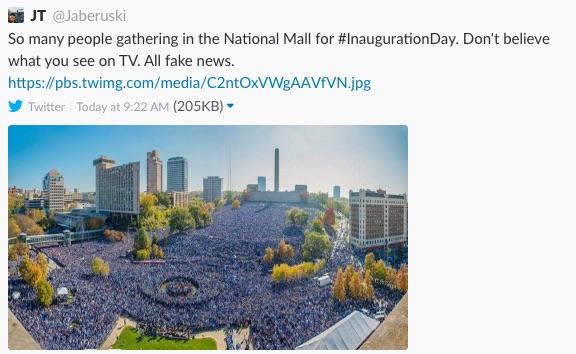 JT @Jaberuski
So many people gathering in the National Mall for #InaugurationDay. Don't believe
what you see on TV. All fake news.
https://pbs.twimg.com/media/C2ntOxVWgAAVfVN.jpg
Twitter Today at 9:22 AM (205KB)